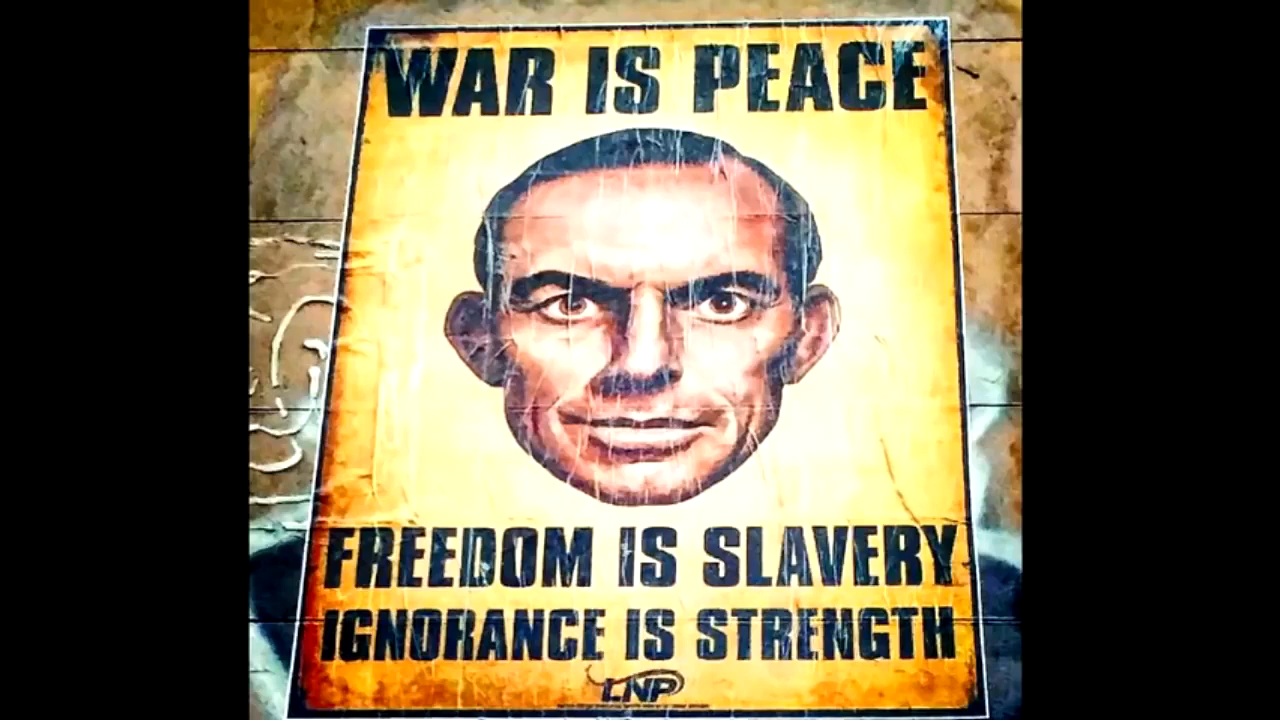 WAR IS PEACE
FREEDOM IS SLAVERY
IGNORANCE IS STRENGTH
LNP